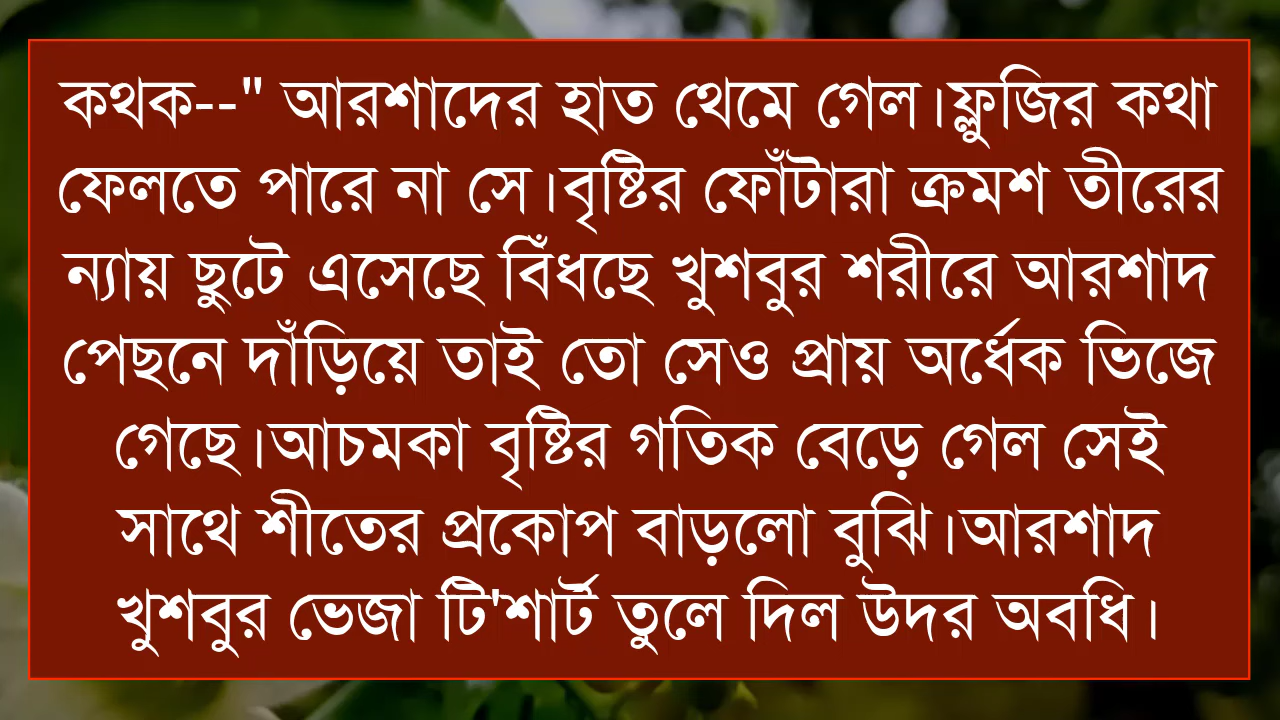 কথক--" আরশাদের হাত থেমে গেল।ফ্লুজির কথা
ফেলতে পারে না সে।বৃষ্টির ফোঁটারা ক্রমশ তীরের
ন্যায় ছুটে এসেছে বিঁধছে খুশবুর শরীরে আরশাদ
পেছনে দাঁড়িয়ে তাই তো সেও প্রায় অর্ধেক ভিজে
গেছে।আচমকা বৃষ্টির গতিক বেড়ে গেল সেই
সাথে শীতের প্রকোপ বাড়লো বুঝি।আরশাদ
খুশবুর ভেজা টি'শার্ট তুলে দিল উদর অবধি।